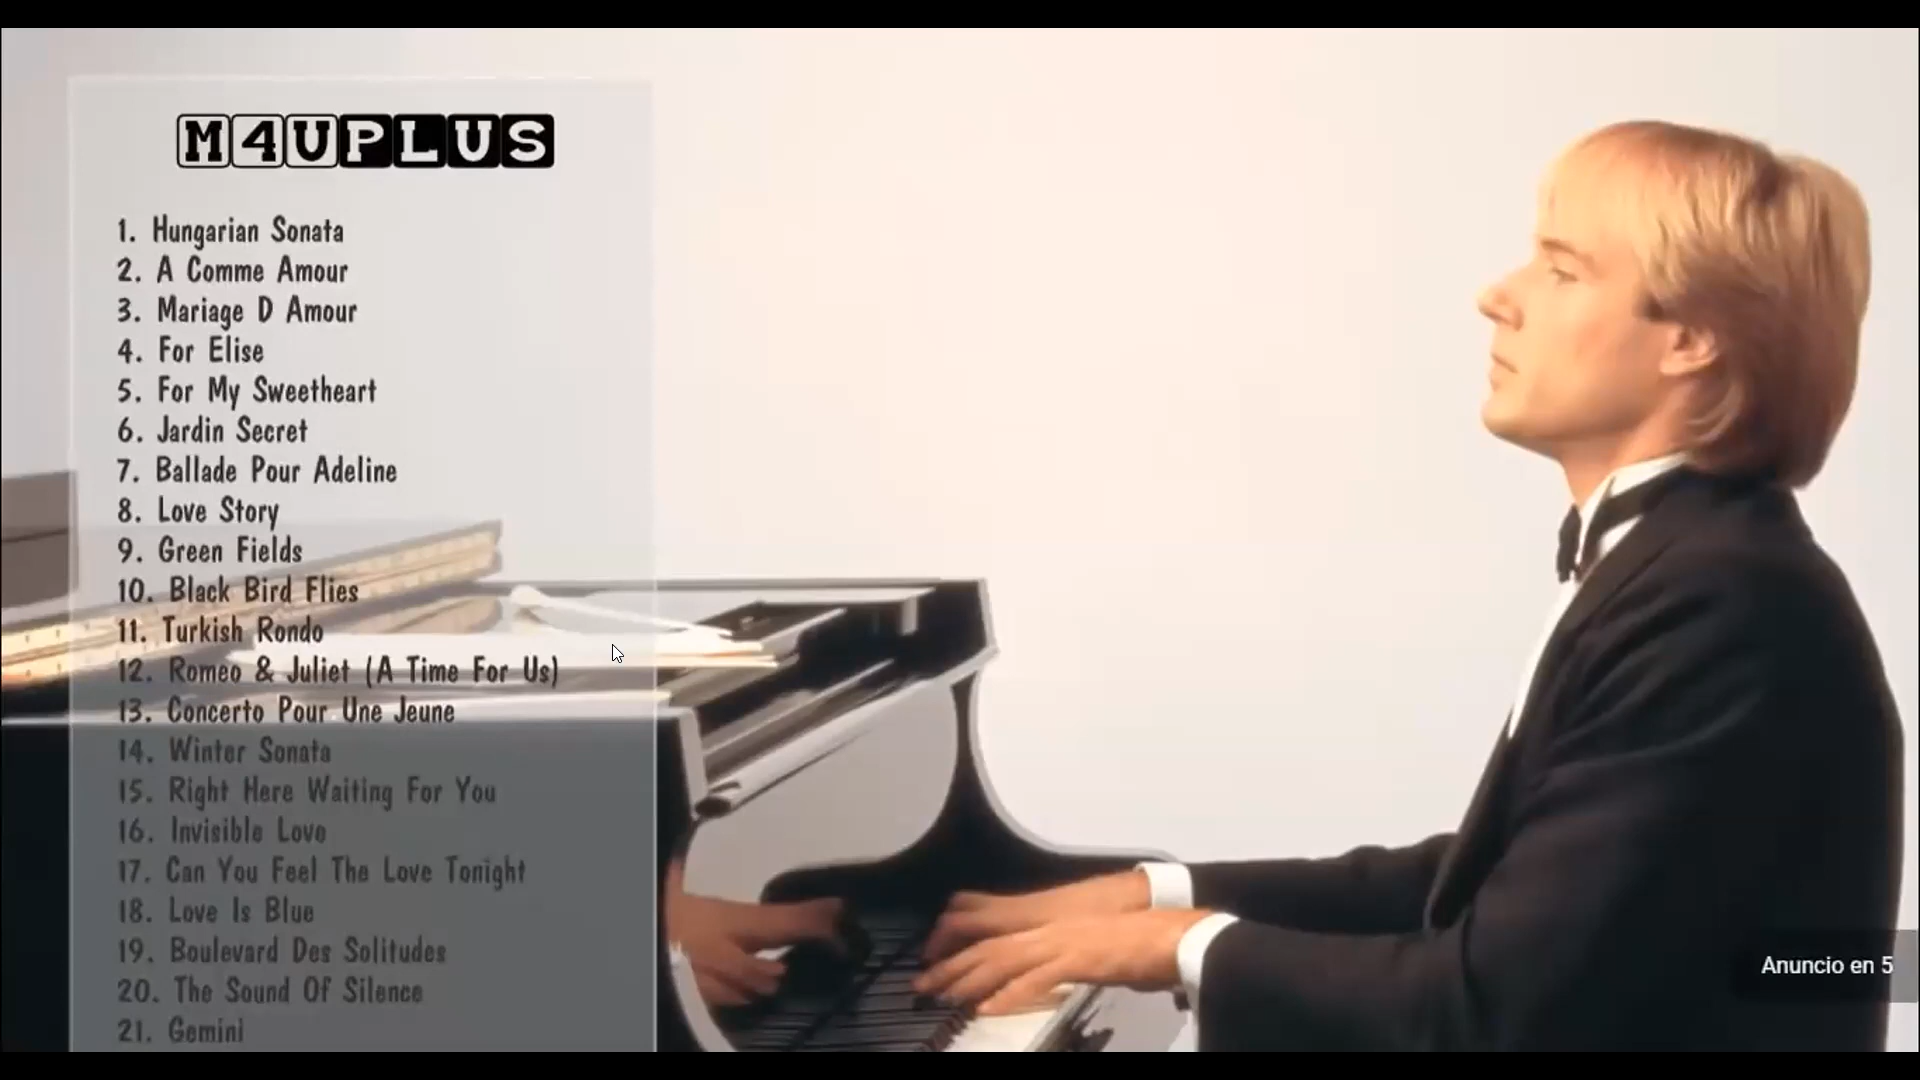 M4UPLUS
1. Hungarian Sonata
2. A Comme Amour
3. Mariage D Amour
4. For Elise
5. For My Sweetheart
6. Jardin Secret
7. Ballade Pour Adeline
8. Love Story
9. Green Fields
10. Black Bird Flies
11. Turkish Rondo
12. Romeo & Juliet (A Time For Us)
13. Concerto Pour Une Jeune
14. Winter Sonata
15. Right Here Waiting For You
16. Invisible Love
17. Can You Feel The Love Tonight
18. Love Is Blue
19. Boulevard Des Solitudes
20. The Sound Of Silence
21. Gemini
Anuncio en 5